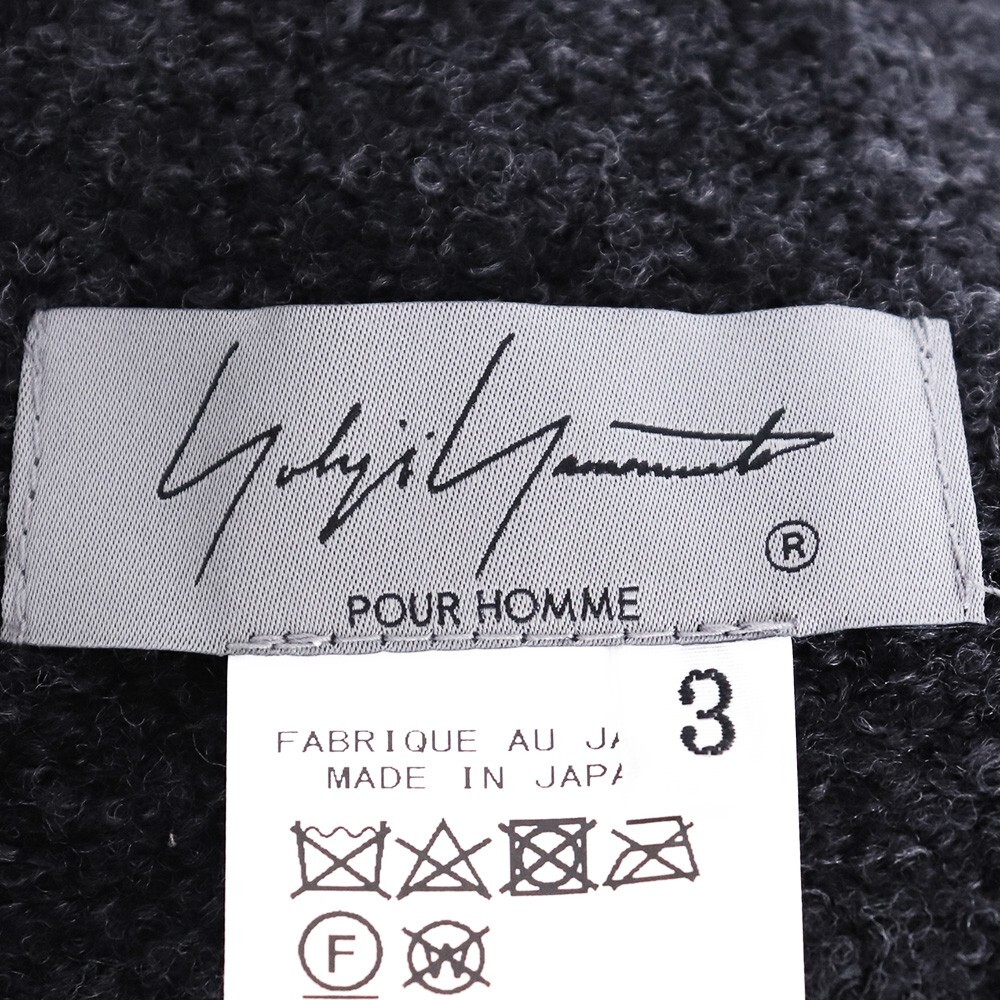 Yohji Yamamoto
®
POUR HOMME
3
FABRIQUE AU JA
MADE IN JAPA
F W